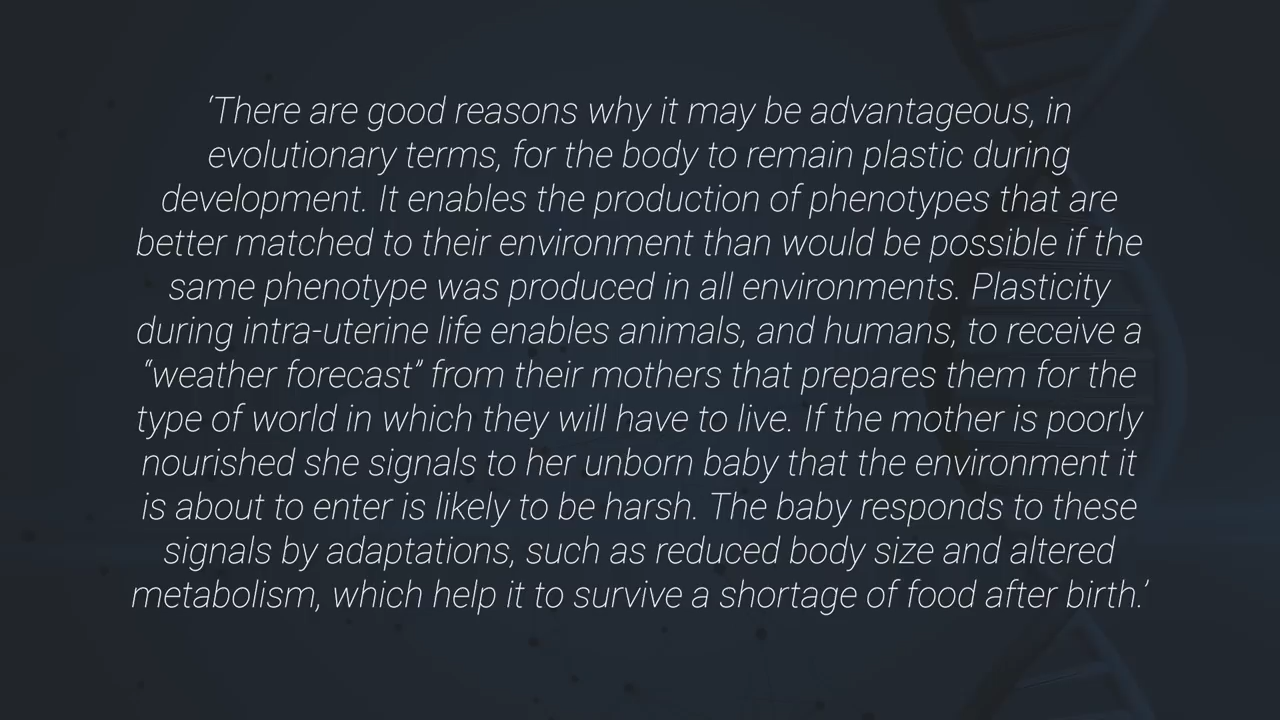 ‘There are good reasons why it may be advantageous, in
evolutionary terms, for the body to remain plastic during
development. It enables the production of phenotypes that are
better matched to their environment than would be possible if the
same phenotype was produced in all environments. Plasticity
during intra-uterine life enables animals, and humans, to receive a
“weather forecast” from their mothers that prepares them for the
type of world in which they will have to live. If the mother is poorly
nourished she signals to her unborn baby that the environment it
is about to enter is likely to be harsh. The baby responds to these
signals by adaptations, such as reduced body size and altered
metabolism, which help it to survive a shortage of food after birth.’